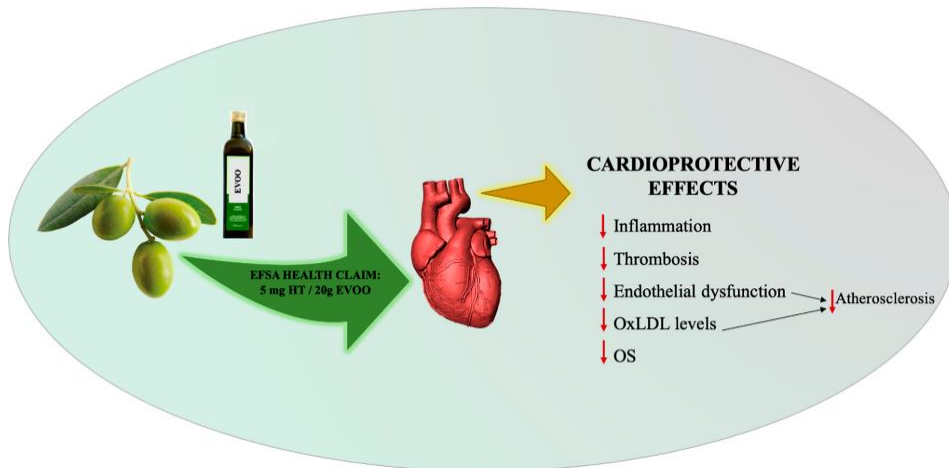 EVOO
EFSA HEALTH CLAIM:
5 mg HT / 20g EVOO
CARDIOPROTECTIVE
EFFECTS
Inflammation
Thrombosis
Endothelial dysfunction
Atherosclerosis
OxLDL levels
OS